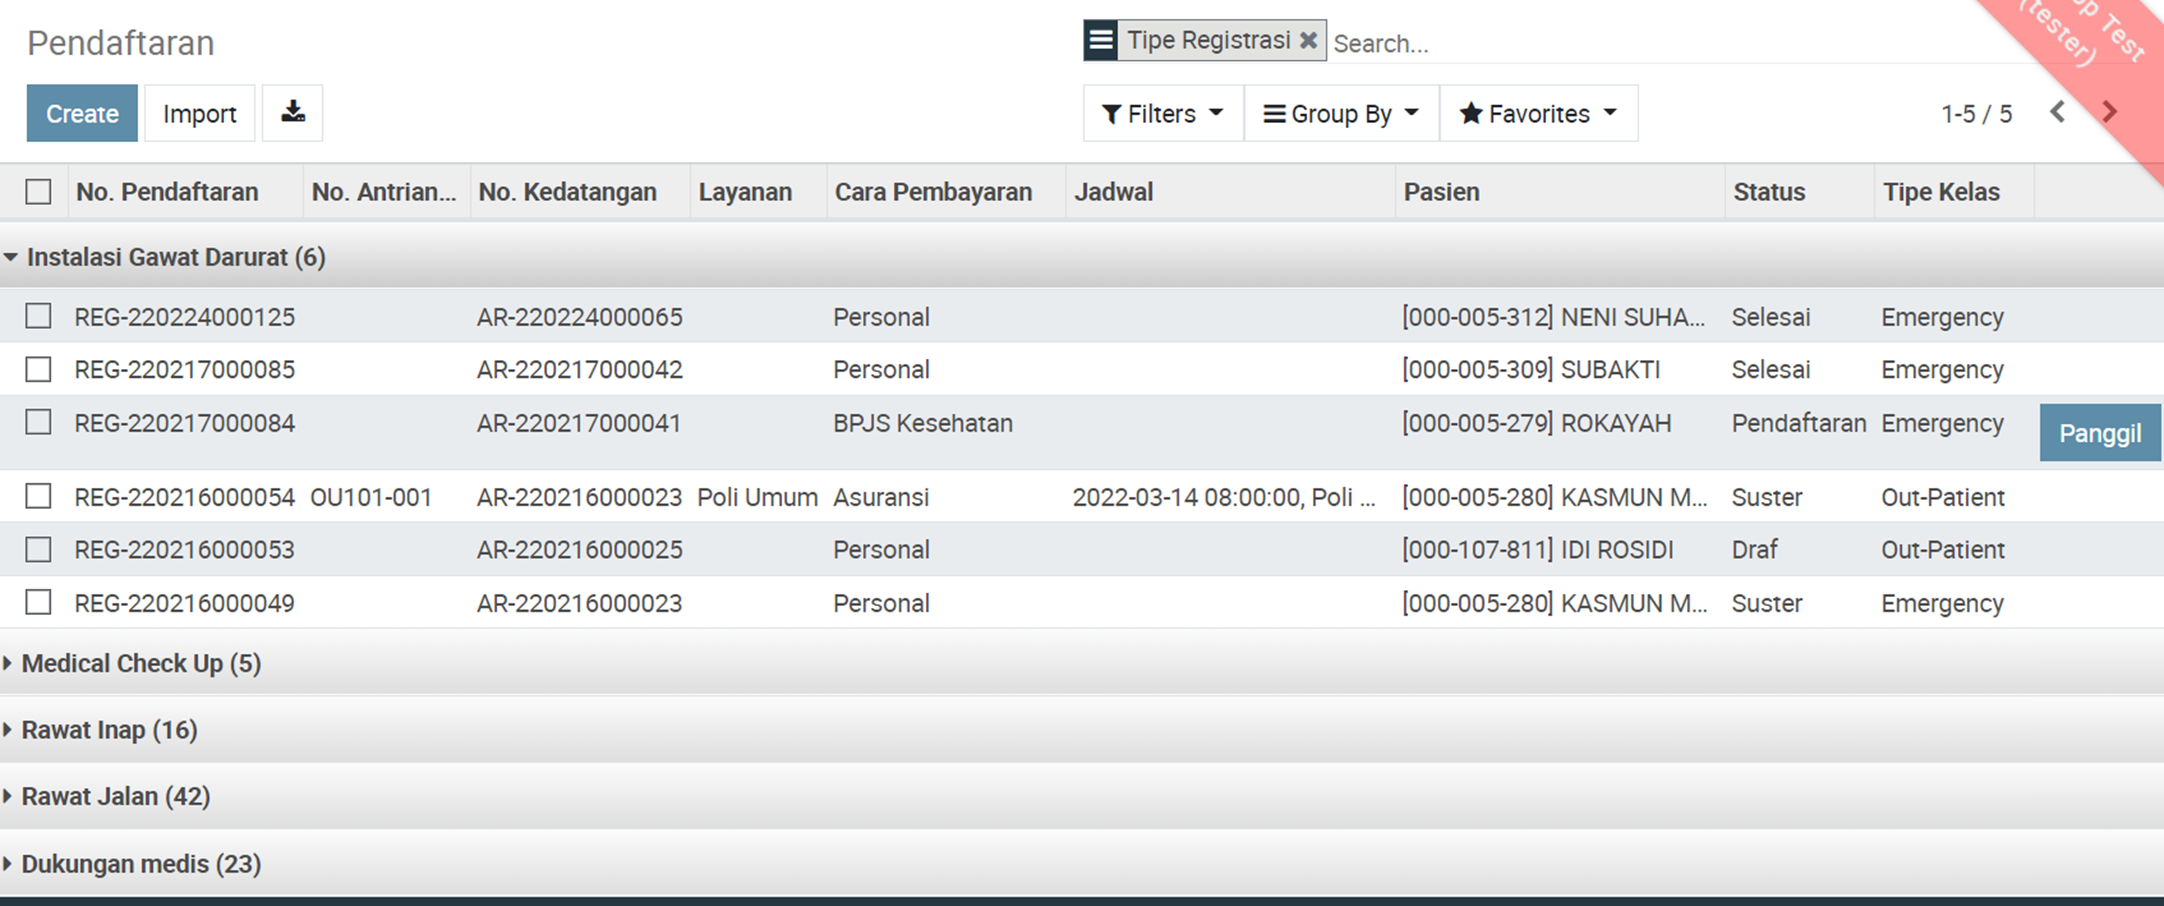 Pendaftaran
Tipe Registrasi Search...
Test
(tester)
Create Import Filters Group By Favorites 1-5 / 5
No. Pendaftaran No. Antrian... No. Kedatangan Layanan Cara Pembayaran Jadwal Pasien Status Tipe Kelas
Instalasi Gawat Darurat (6)
REG-220224000125 AR-220224000065 Personal [000-005-312] NENI SUHA... Selesai Emergency
REG-220217000085 AR-220217000042 Personal [000-005-309] SUBAKTI Selesai Emergency
REG-220217000084 AR-220217000041 BPJS Kesehatan [000-005-279] ROKAYAH Pendaftaran Emergency Panggil
REG-220216000054 OU101-001 AR-220216000023 Poli Umum Asuransi 2022-03-14 08:00:00, Poli ... [000-005-280] KASMUN M... Suster Out-Patient
REG-220216000053 AR-220216000025 Personal [000-107-811] IDI ROSIDI Draf Out-Patient
REG-220216000049 AR-220216000023 Personal [000-005-280] KASMUN M... Suster Emergency
Medical Check Up (5)
Rawat Inap (16)
Rawat Jalan (42)
Dukungan medis (23)